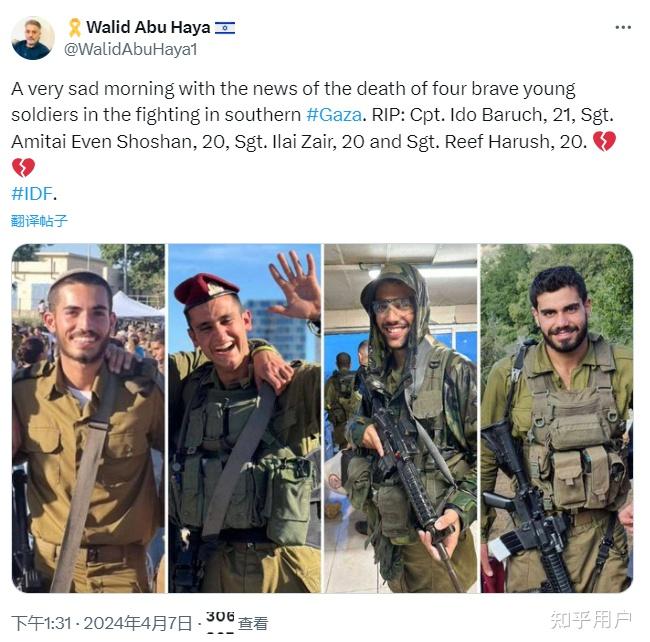 Walid Abu Haya
@WalidAbuHaya1
A very sad morning with the news of the death of four brave young
soldiers in the fighting in southern #Gaza. RIP: Cpt. Ido Baruch, 21, Sgt.
Amitai Even Shoshan, 20, Sgt. Ilai Zair, 20 and Sgt. Reef Harush, 20.
#IDF.
翻译帖子
下午1:31 · 2024年4月7日 · 306 查看
知乎用户